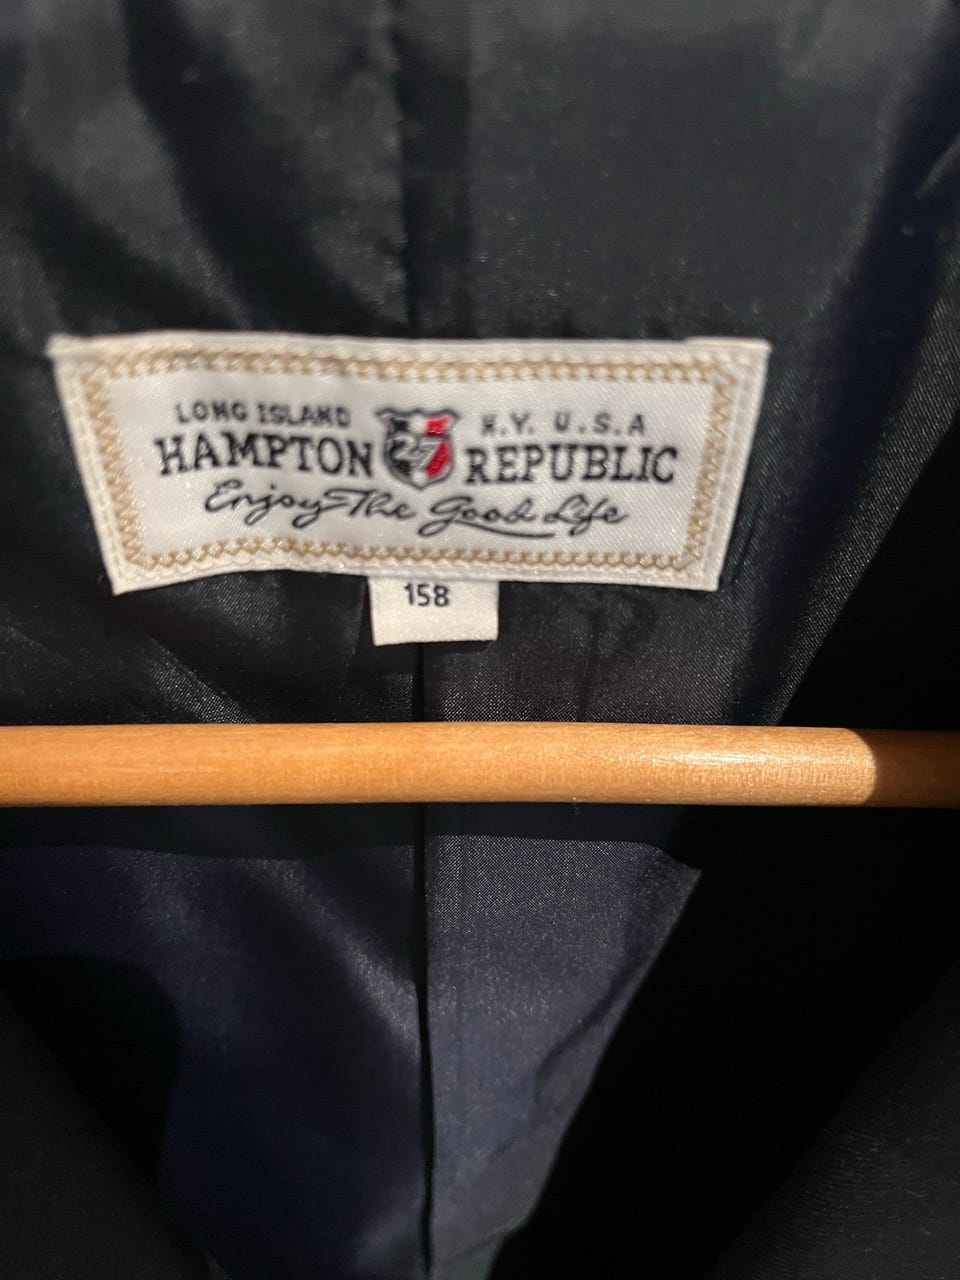 LONG ISLAND N.Y. U.S.A
HAMPTON 27 REPUBLIC
Enjoy The Good Life
158